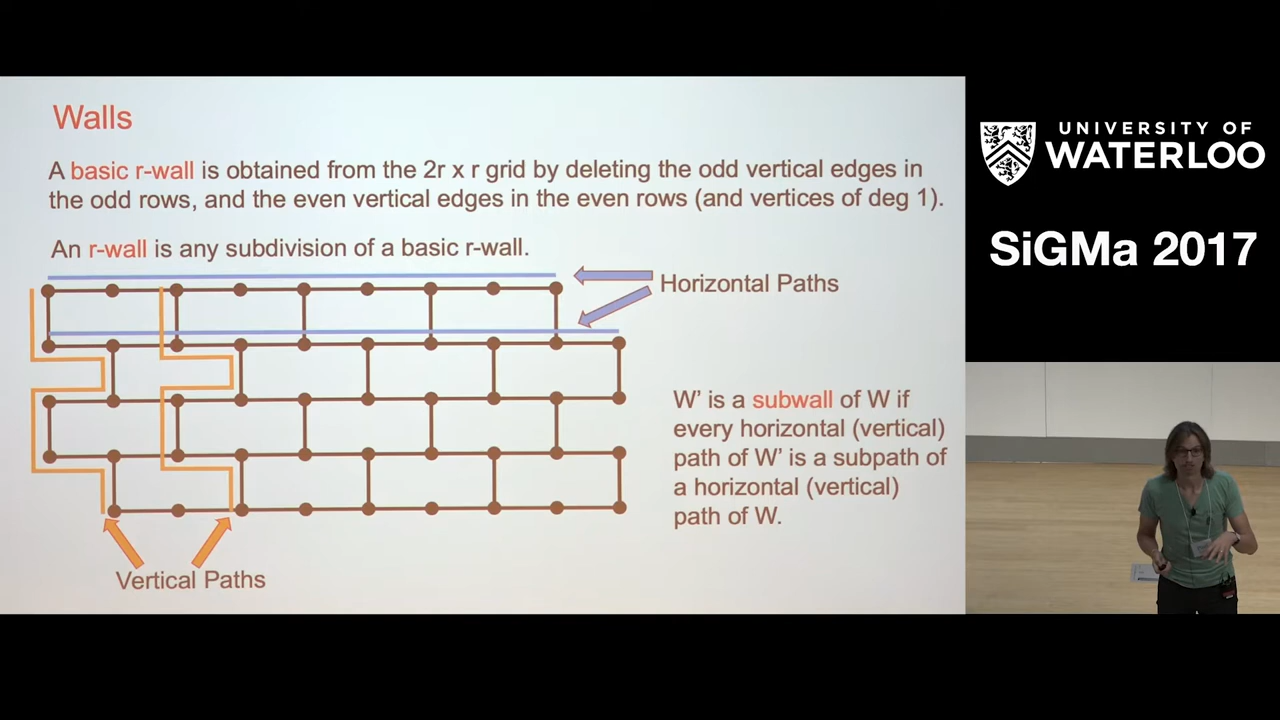 Walls
A basic r-wall is obtained from the 2r x r grid by deleting the odd vertical edges in
the odd rows, and the even vertical edges in the even rows (and vertices of deg 1).
An r-wall is any subdivision of a basic r-wall.
Horizontal Paths
W’ is a subwall of W if
every horizontal (vertical)
path of W’ is a subpath of
a horizontal (vertical)
path of W.
Vertical Paths
UNIVERSITY OF
WATERLOO
SiGMa 2017